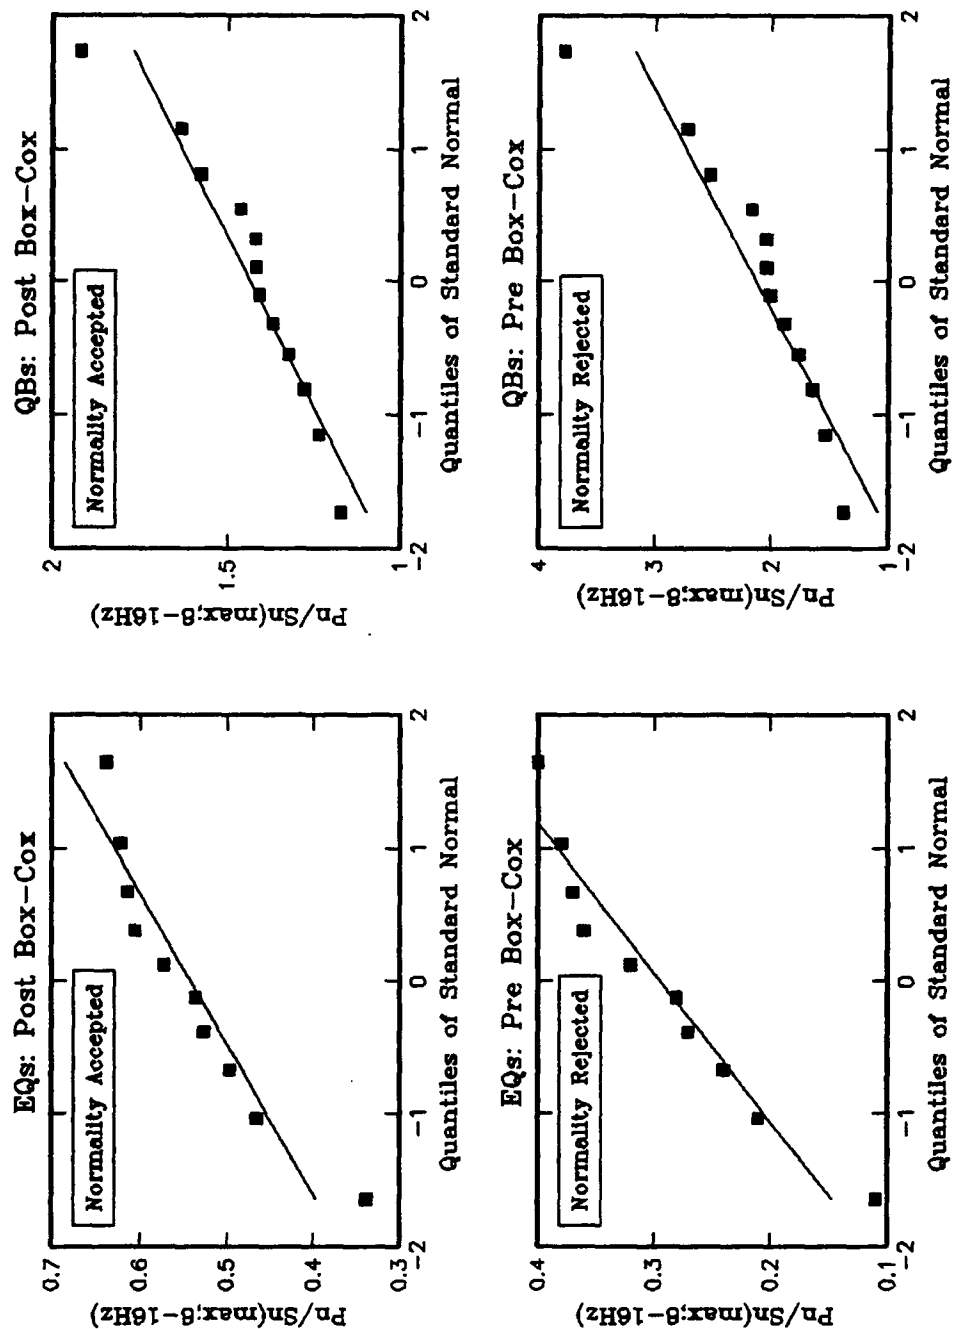 EQs: Post Box-Cox
Normality Accepted
Pn/Sn(max;8-16Hz)
0.7
0.6
0.5
0.4
0.3
-2
-1
0
1
2
Quantiles of Standard Normal
QBs: Post Box-Cox
Normality Accepted
Pn/Sn(max;8-16Hz)
2
1.5
1
-2
-1
0
1
2
Quantiles of Standard Normal
EQs: Pre Box-Cox
Normality Rejected
Pn/Sn(max;8-16Hz)
0.4
0.3
0.2
0.1
-2
-1
0
1
2
Quantiles of Standard Normal
QBs: Pre Box-Cox
Normality Rejected
Pn/Sn(max;8-16Hz)
4
3
2
1
-2
-1
0
1
2
Quantiles of Standard Normal